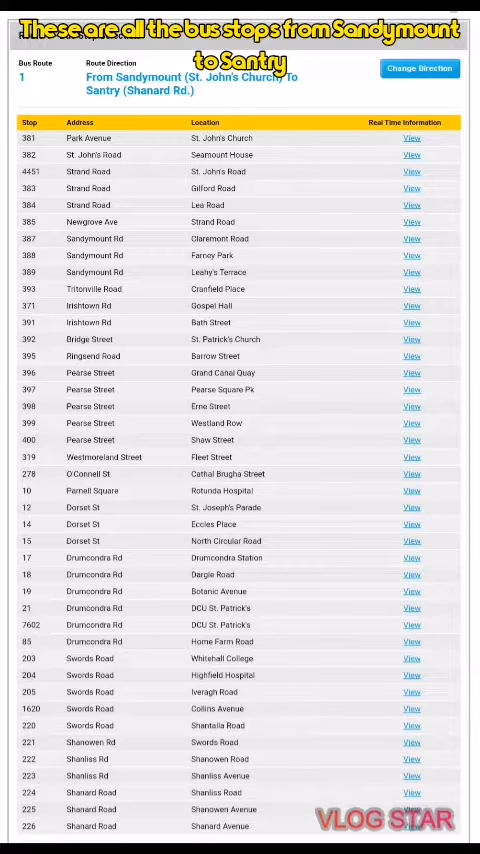 These are all the bus stops from Sandymount
to Santry
Bus Route Route Direction
Change Direction
1 From Sandymount (St. John's Church) To
Santry (Shanard Rd.)
Stop Address Location Real Time Information
381 Park Avenue St. John's Church View
382 St. John's Road Seamount House View
4451 Strand Road St. John's Road View
383 Strand Road Gilford Road View
384 Strand Road Lea Road View
385 Newgrove Ave Strand Road View
387 Sandymount Rd Claremont Road View
388 Sandymount Rd Farney Park View
389 Sandymount Rd Leahy's Terrace View
393 Tritonville Road Cranfield Place View
371 Irishtown Rd Gospel Hall View
391 Irishtown Rd Bath Street View
392 Bridge Street St. Patrick's Church View
395 Ringsend Road Barrow Street View
396 Pearse Street Grand Canal Quay View
397 Pearse Street Pearse Square Pk View
398 Pearse Street Erne Street View
399 Pearse Street Westland Row View
400 Pearse Street Shaw Street View
319 Westmoreland Street Fleet Street View
278 O'Connell St Cathal Brugha Street View
10 Parnell Square Rotunda Hospital View
12 Dorset St St. Joseph's Parade View
14 Dorset St Eccles Place View
15 Dorset St North Circular Road View
17 Drumcondra Rd Drumcondra Station View
18 Drumcondra Rd Dargle Road View
19 Drumcondra Rd Botanic Avenue View
21 Drumcondra Rd DCU St. Patrick's View
7602 Drumcondra Rd DCU St. Patrick's View
85 Drumcondra Rd Home Farm Road View
203 Swords Road Whitehall College View
204 Swords Road Highfield Hospital View
205 Swords Road Iveragh Road View
1620 Swords Road Collins Avenue View
220 Swords Road Shantalla Road View
221 Shanowen Rd Swords Road View
222 Shanliss Rd Shanowen Road View
223 Shanliss Rd Shanliss Avenue View
224 Shanard Road Shanliss Road View
225 Shanard Road Shanowen Avenue View
226 Shanard Road Shanard Avenue View
VLOG STAR